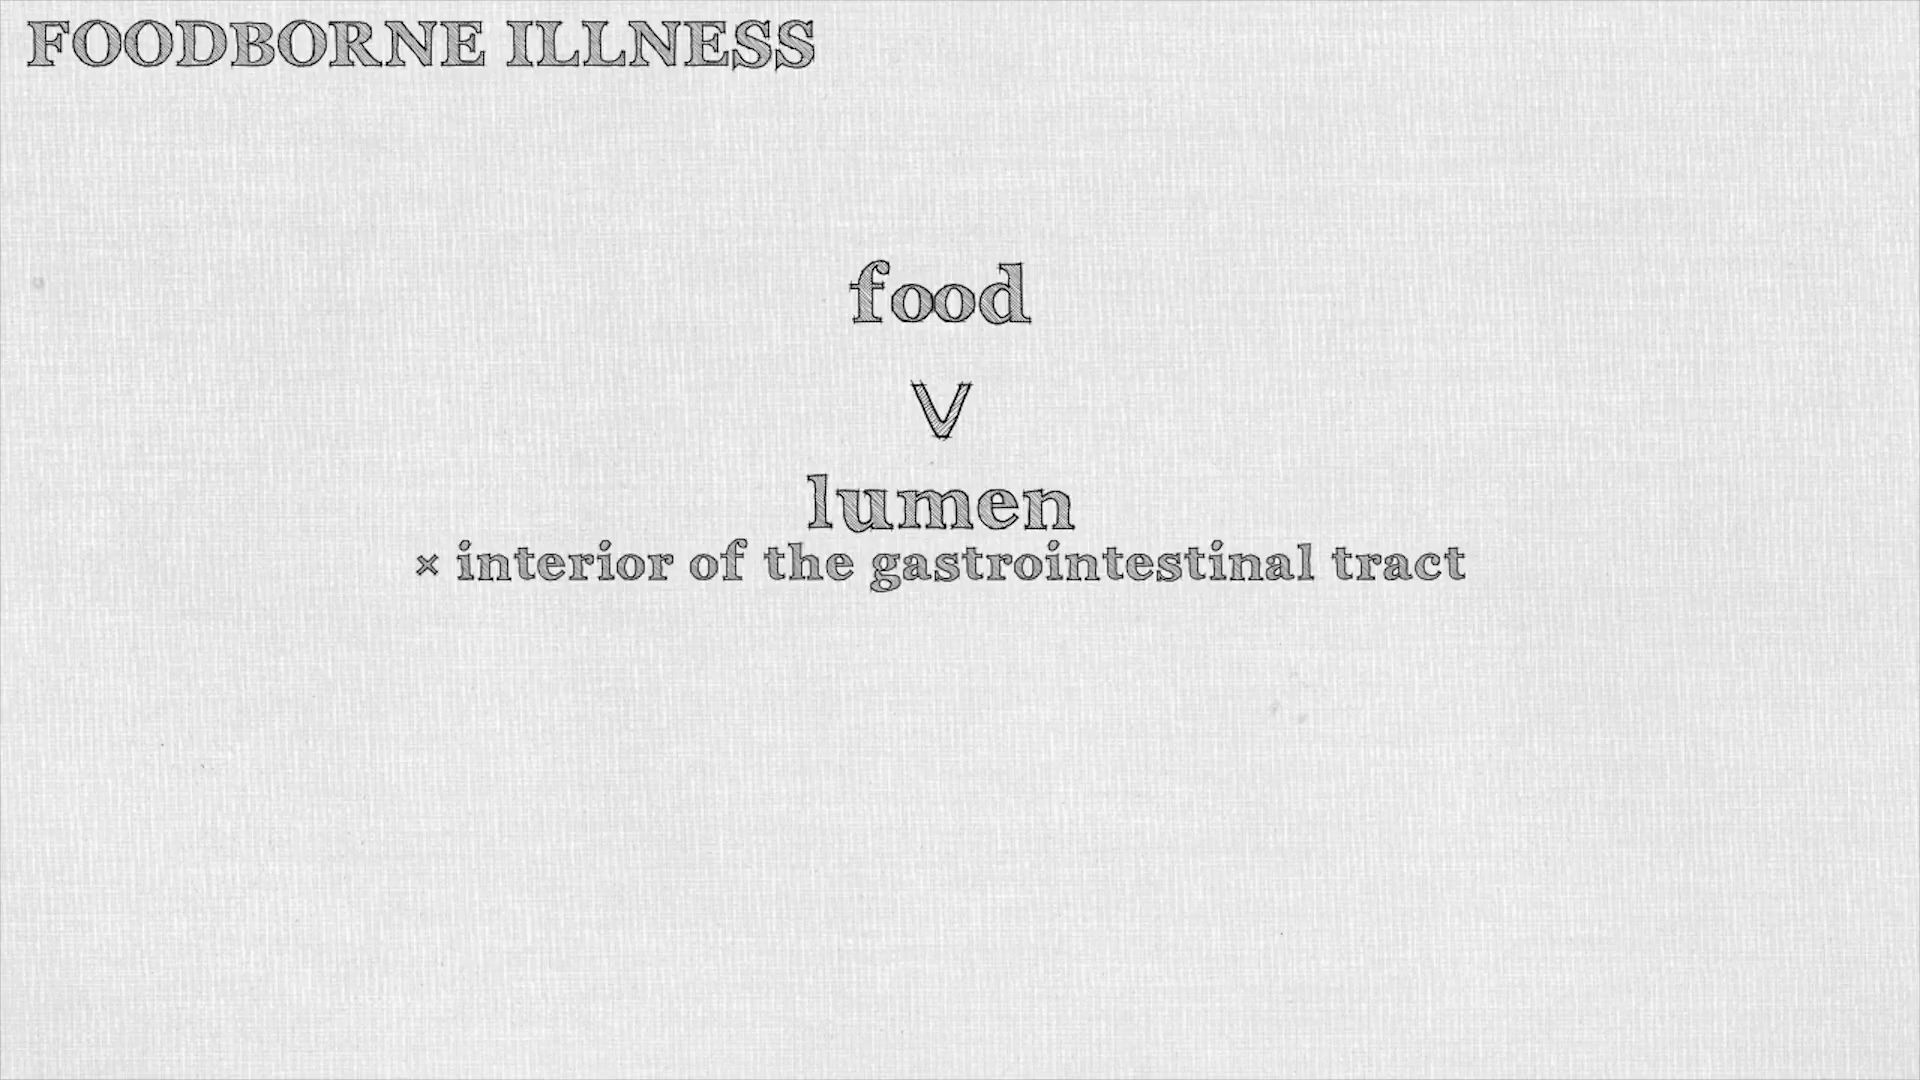 FOODBORNE ILLNESS
food
V
lumen
× interior of the gastrointestinal tract